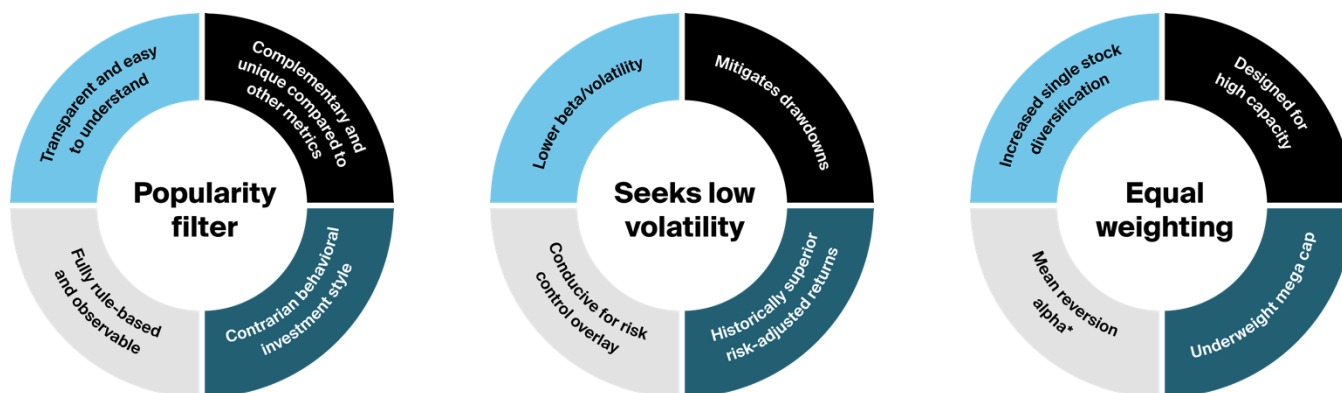 Transparent and easy
to understand
Complementary and
unique compared to
other metrics
Popularity
filter
Fully rule-based
and observable
Contrarian behavioral
investment style
Lower beta/volatility
Mitigates drawdowns
Seeks low
volatility
Conducive for risk
control overlay
Historically superior
risk-adjusted returns
Increased single stock
diversification
Designed for
high capacity
Equal
weighting
Mean reversion
alpha*
Underweight mega cap